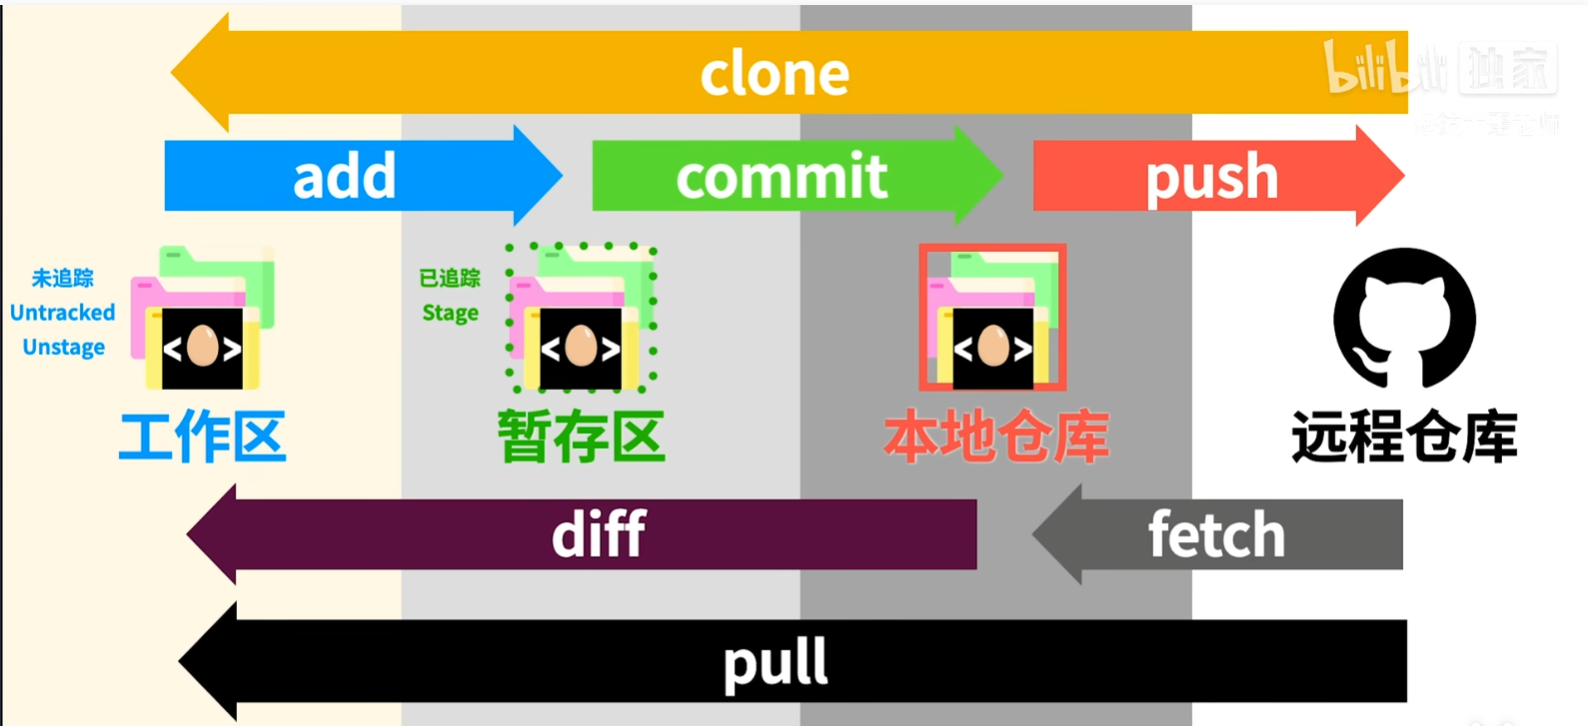 clone
bilibili 独家
add
commit
push
未追踪
Untracked
Unstage
已追踪
Stage
< >
< >
< >
工作区
暂存区
本地仓库
远程仓库
diff
fetch
pull